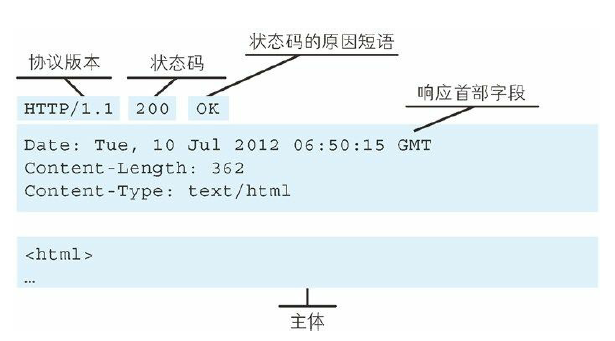 状态码的原因短语
协议版本
状态码
响应首部字段
HTTP/1.1 200 OK
Date: Tue, 10 Jul 2012 06:50:15 GMT
Content-Length: 362
Content-Type: text/html
<html>
…
主体